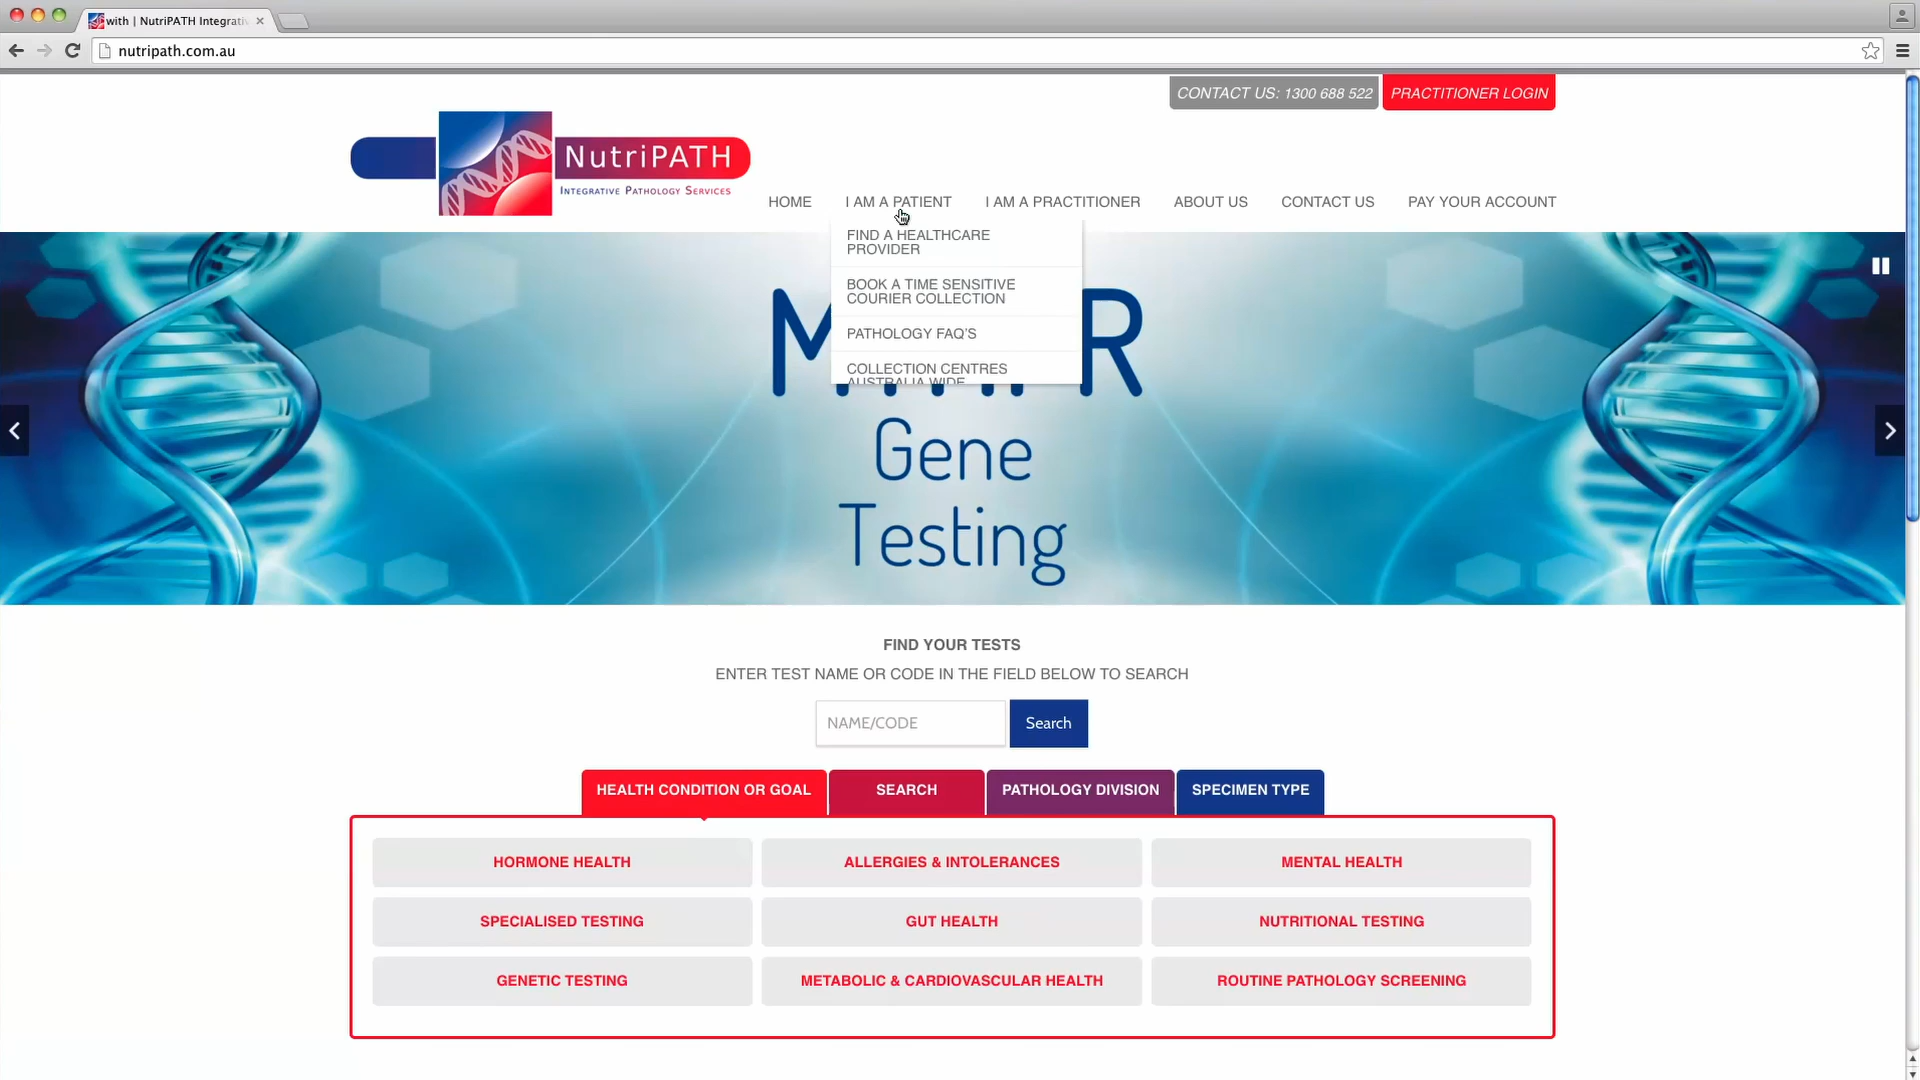 with | NutriPATH Integrati
nutripath.com.au
CONTACT US: 1300 688 522
PRACTITIONER LOGIN
NutriPATH
INTEGRATIVE PATHOLOGY SERVICES
HOME
I AM A PATIENT
I AM A PRACTITIONER
ABOUT US
CONTACT US
PAY YOUR ACCOUNT
FIND A HEALTHCARE
PROVIDER
BOOK A TIME SENSITIVE
COURIER COLLECTION
PATHOLOGY FAQ'S
COLLECTION CENTRES
AUSTRALIA WIDE
Gene
Testing
FIND YOUR TESTS
ENTER TEST NAME OR CODE IN THE FIELD BELOW TO SEARCH
NAME/CODE
Search
HEALTH CONDITION OR GOAL
SEARCH
PATHOLOGY DIVISION
SPECIMEN TYPE
HORMONE HEALTH
ALLERGIES & INTOLERANCES
MENTAL HEALTH
SPECIALISED TESTING
GUT HEALTH
NUTRITIONAL TESTING
GENETIC TESTING
METABOLIC & CARDIOVASCULAR HEALTH
ROUTINE PATHOLOGY SCREENING